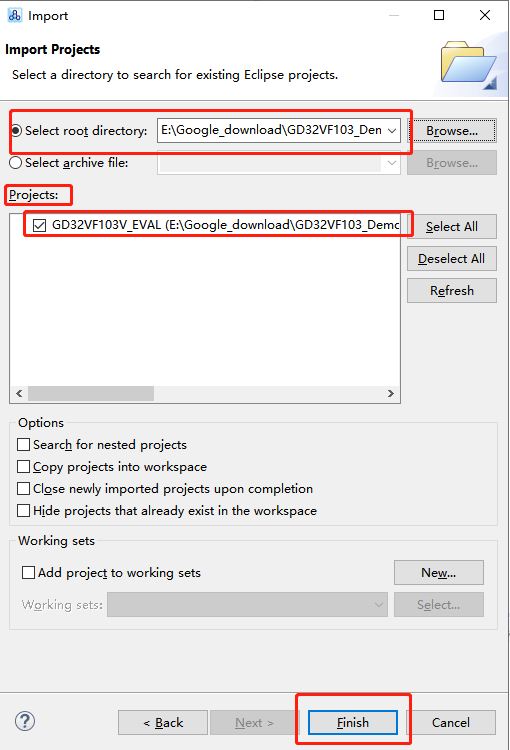 Import
Import Projects
Select a directory to search for existing Eclipse projects.
Select root directory: E:\Google_download\GD32VF103_Den Browse...
Select archive file: Browse...
Projects:
GD32VF103V_EVAL (E:\Google_download\GD32VF103_Demo
Select All
Deselect All
Refresh
Options
Search for nested projects
Copy projects into workspace
Close newly imported projects upon completion
Hide projects that already exist in the workspace
Working sets
Add project to working sets New...
Working sets: Select...
? < Back Next > Finish Cancel